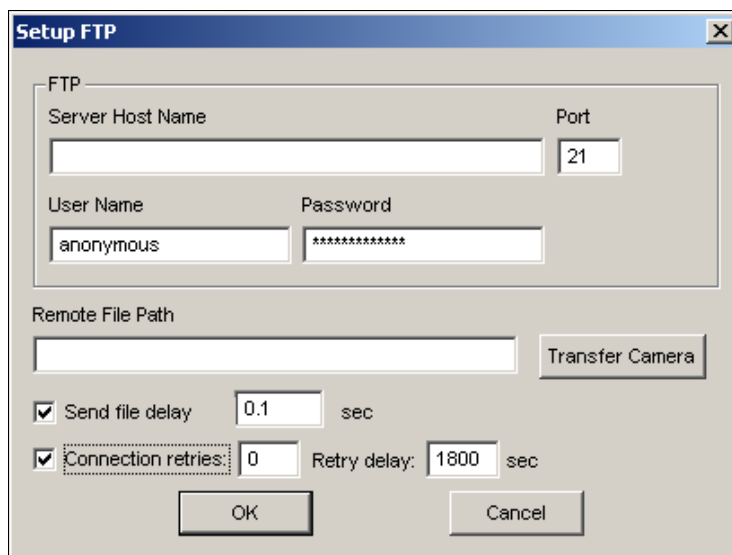 Setup FTP
FTP
Server Host Name Port
21
User Name Password
anonymous *************
Remote File Path
Transfer Camera
Send file delay 0.1 sec
Connection retries: 0 Retry delay: 1800 sec
OK Cancel